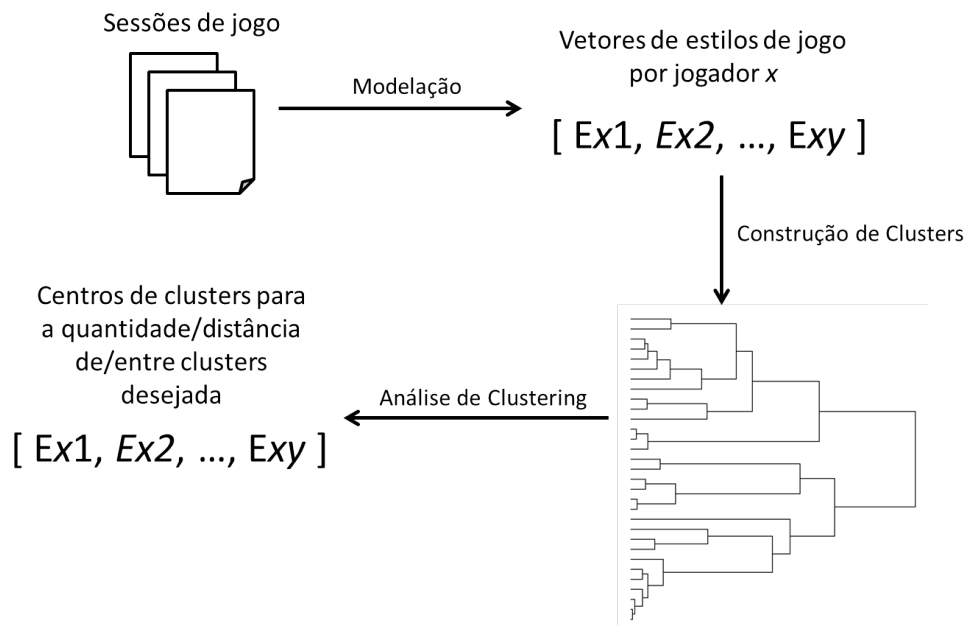 Sessões de jogo
Modelação
Vetores de estilos de jogo
por jogador x
[ Ex1, Ex2, ..., Exy ]
Construção de Clusters
Centros de clusters para
a quantidade/distância
de/entre clusters
desejada
[ Ex1, Ex2, ..., Exy ]
Análise de Clustering